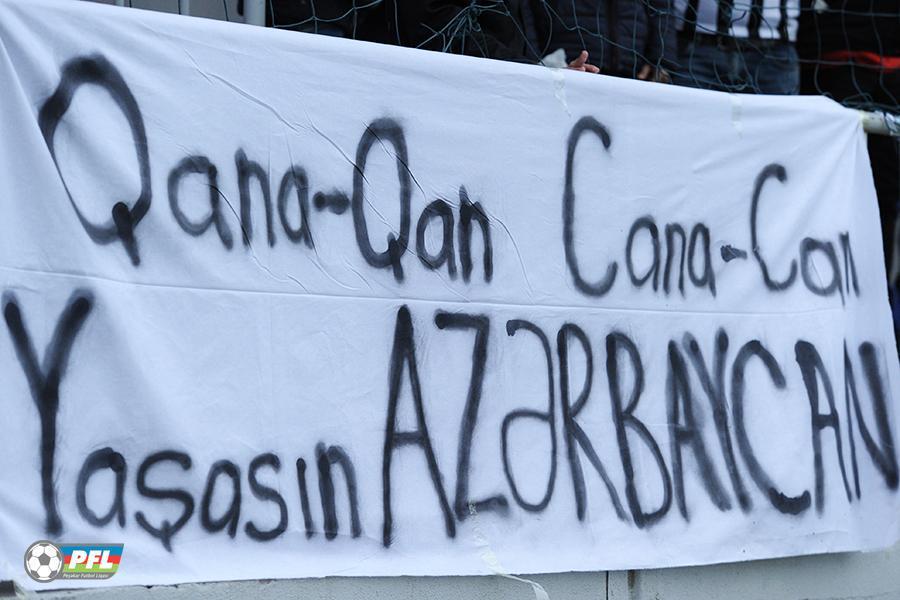 Qana-Qan Cana-Can
Yaşasın AZəRBAYCAN
PFL
Peşəkar Futbol Liqası